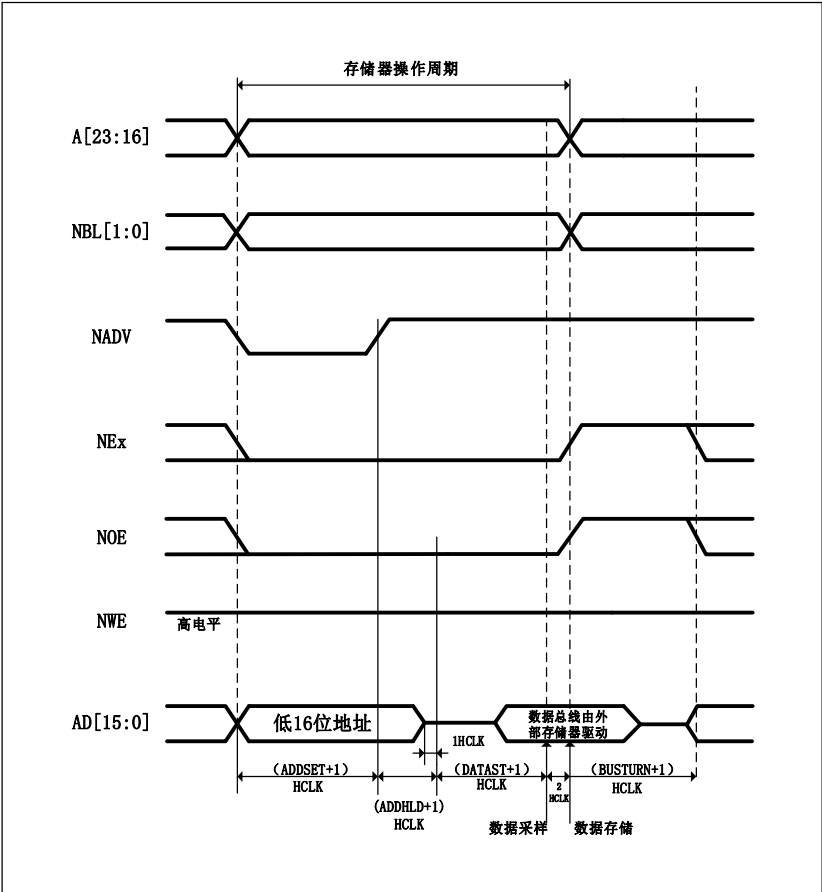 存储器操作周期
A[23:16]
NBL[1:0]
NADV
NEx
NOE
NWE
高电平
AD[15:0]
低16位地址
数据总线由外
部存储器驱动
1HCLK
(ADDSET+1)
HCLK
(ADDHLD+1)
HCLK
(DATAST+1)
HCLK
2
HCLK
(BUSTURN+1)
HCLK
数据采样
数据存储